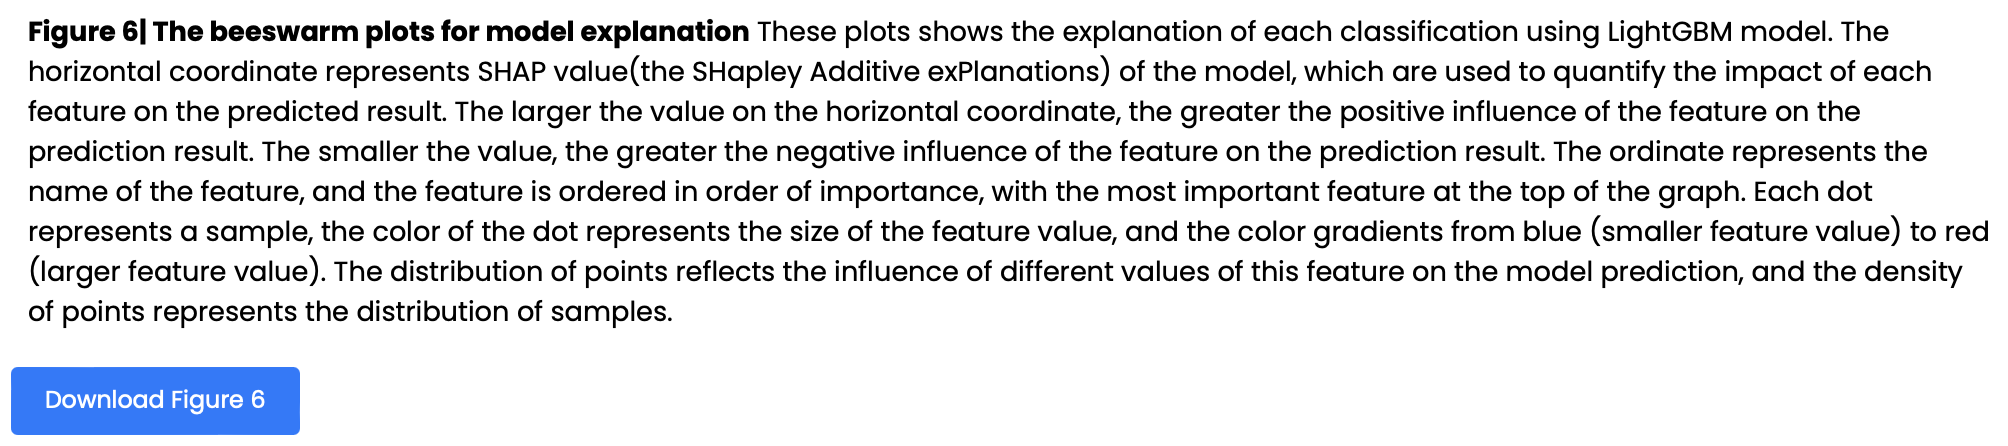 Figure 6| The beeswarm plots for model explanation These plots shows the explanation of each classification using LightGBM model. The
horizontal coordinate represents SHAP value(the SHapley Additive exPlanations) of the model, which are used to quantify the impact of each
feature on the predicted result. The larger the value on the horizontal coordinate, the greater the positive influence of the feature on the
prediction result. The smaller the value, the greater the negative influence of the feature on the prediction result. The ordinate represents the
name of the feature, and the feature is ordered in order of importance, with the most important feature at the top of the graph. Each dot
represents a sample, the color of the dot represents the size of the feature value, and the color gradients from blue (smaller feature value) to red
(larger feature value). The distribution of points reflects the influence of different values of this feature on the model prediction, and the density
of points represents the distribution of samples.
Download Figure 6